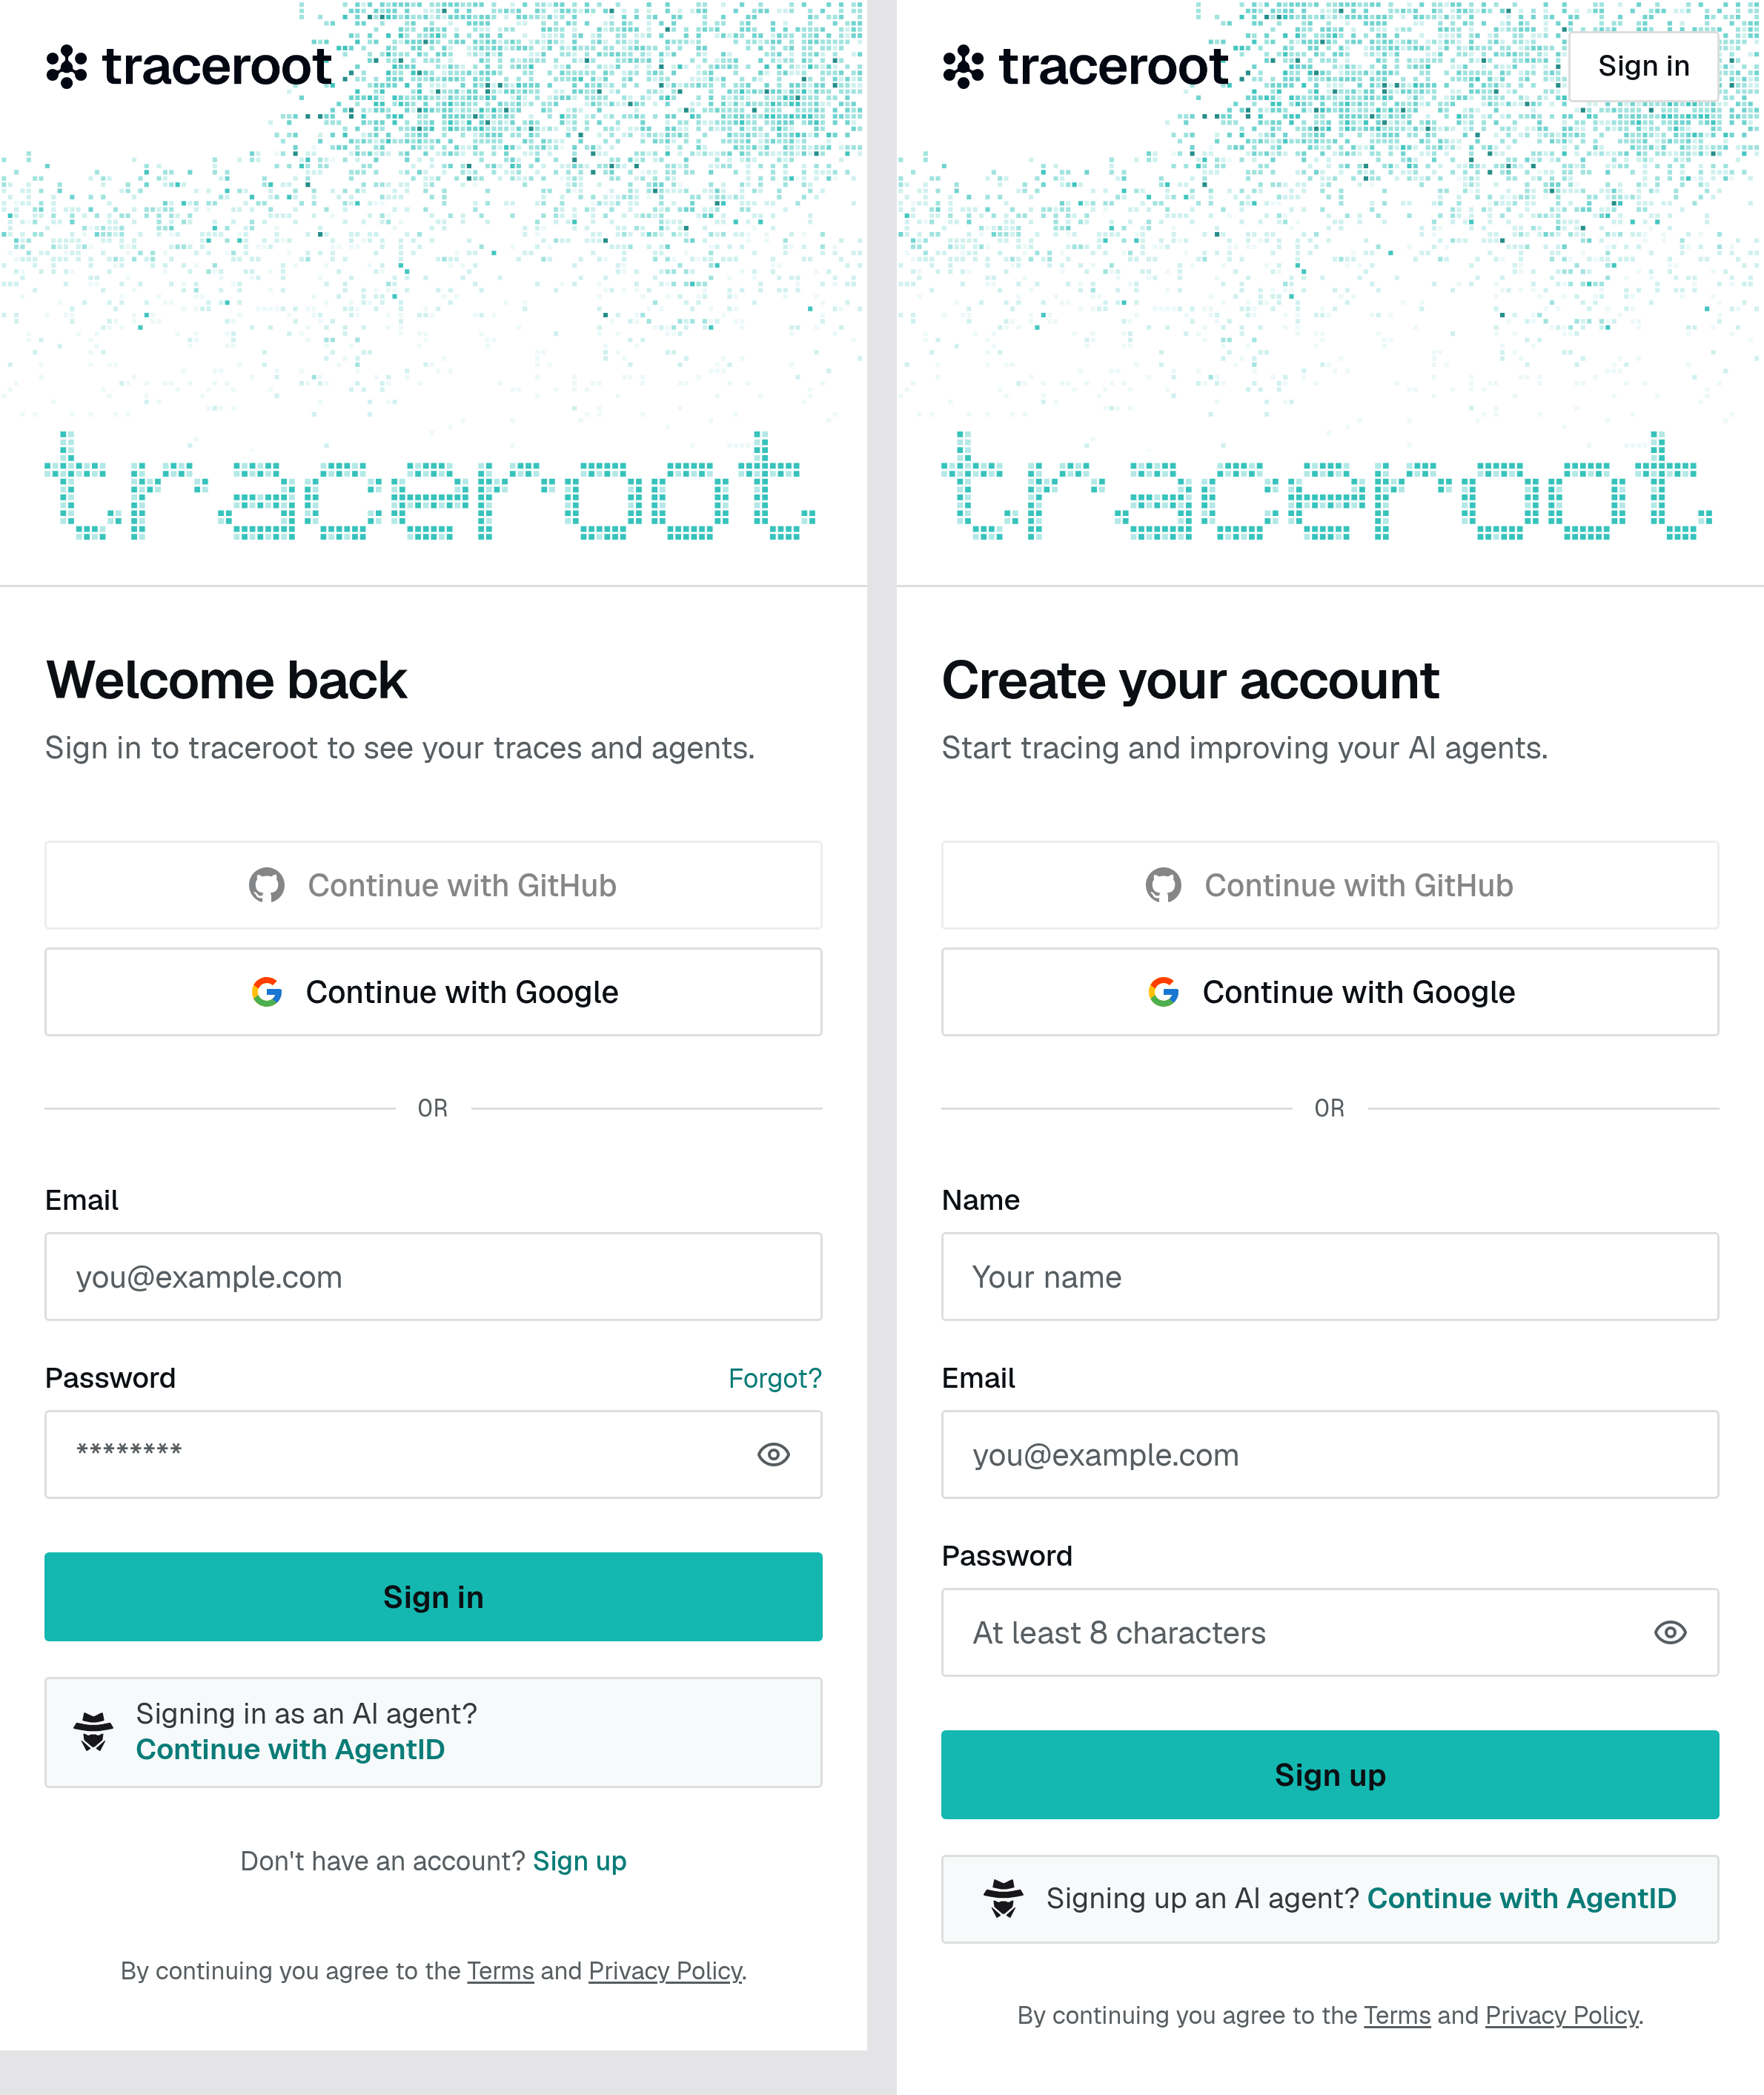 traceroot
traceroot
Welcome back
Sign in to traceroot to see your traces and agents.
Continue with GitHub
Continue with Google
OR
Email
you@example.com
Password
Forgot?
********
Sign in
Signing in as an AI agent?
Continue with AgentID
Don't have an account? Sign up
By continuing you agree to the Terms and Privacy Policy.
traceroot
Sign in
traceroot
Create your account
Start tracing and improving your AI agents.
Continue with GitHub
Continue with Google
OR
Name
Your name
Email
you@example.com
Password
At least 8 characters
Sign up
Signing up an AI agent? Continue with AgentID
By continuing you agree to the Terms and Privacy Policy.